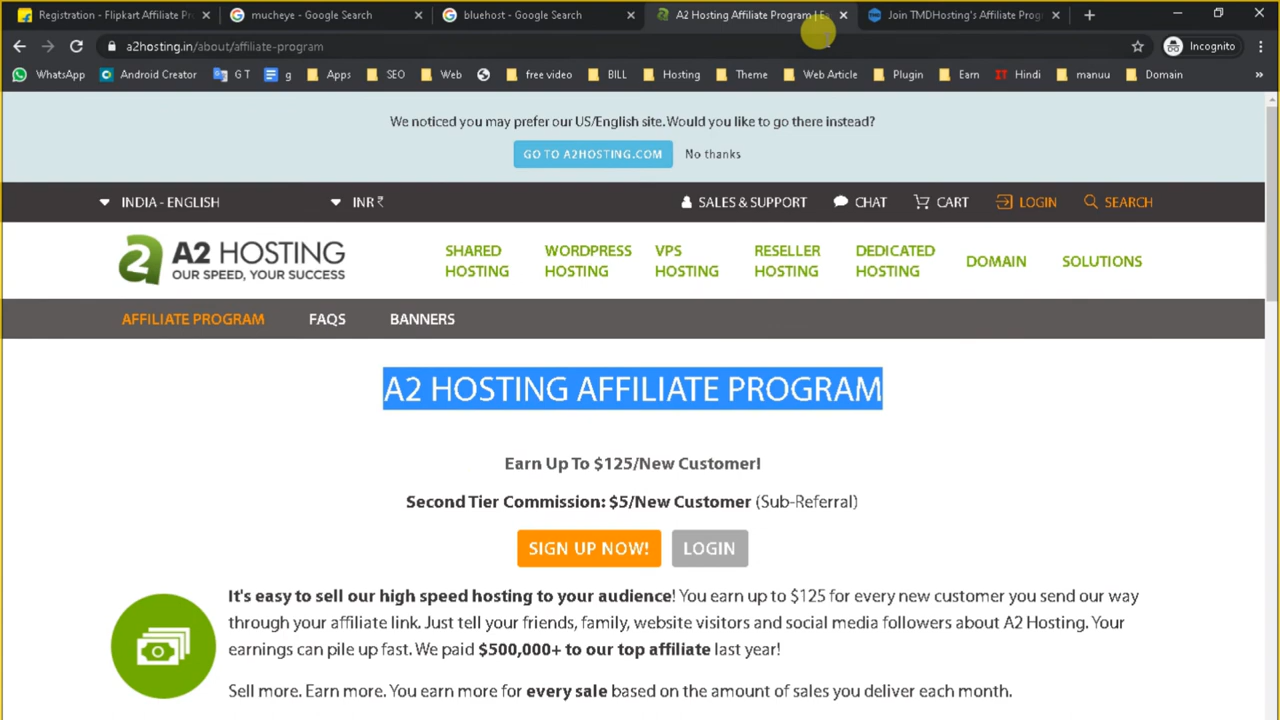 Registration - Flipkart Affiliate Pr
mucheye - Google Search
bluehost - Google Search
A2 Hosting Affiliate Program | Ea
Join TMDHosting's Affiliate Prog
a2hosting.in/about/affiliate-program
Incognito
WhatsApp
Android Creator
G T
g
Apps
SEO
Web
free video
BILL
Hosting
Theme
Web Article
Plugin
Earn
IT Hindi
manuu
Domain
»
We noticed you may prefer our US/English site. Would you like to go there instead?
GO TO A2HOSTING.COM No thanks
INDIA - ENGLISH
INR ₹
SALES & SUPPORT
CHAT
CART
LOGIN
SEARCH
A2 HOSTING
OUR SPEED, YOUR SUCCESS
SHARED
HOSTING
WORDPRESS
HOSTING
VPS
HOSTING
RESELLER
HOSTING
DEDICATED
HOSTING
DOMAIN
SOLUTIONS
AFFILIATE PROGRAM
FAQS
BANNERS
A2 HOSTING AFFILIATE PROGRAM
Earn Up To $125/New Customer!
Second Tier Commission: $5/New Customer (Sub-Referral)
SIGN UP NOW! LOGIN
It's easy to sell our high speed hosting to your audience! You earn up to $125 for every new customer you send our way
through your affiliate link. Just tell your friends, family, website visitors and social media followers about A2 Hosting. Your
earnings can pile up fast. We paid $500,000+ to our top affiliate last year!
Sell more. Earn more. You earn more for every sale based on the amount of sales you deliver each month.